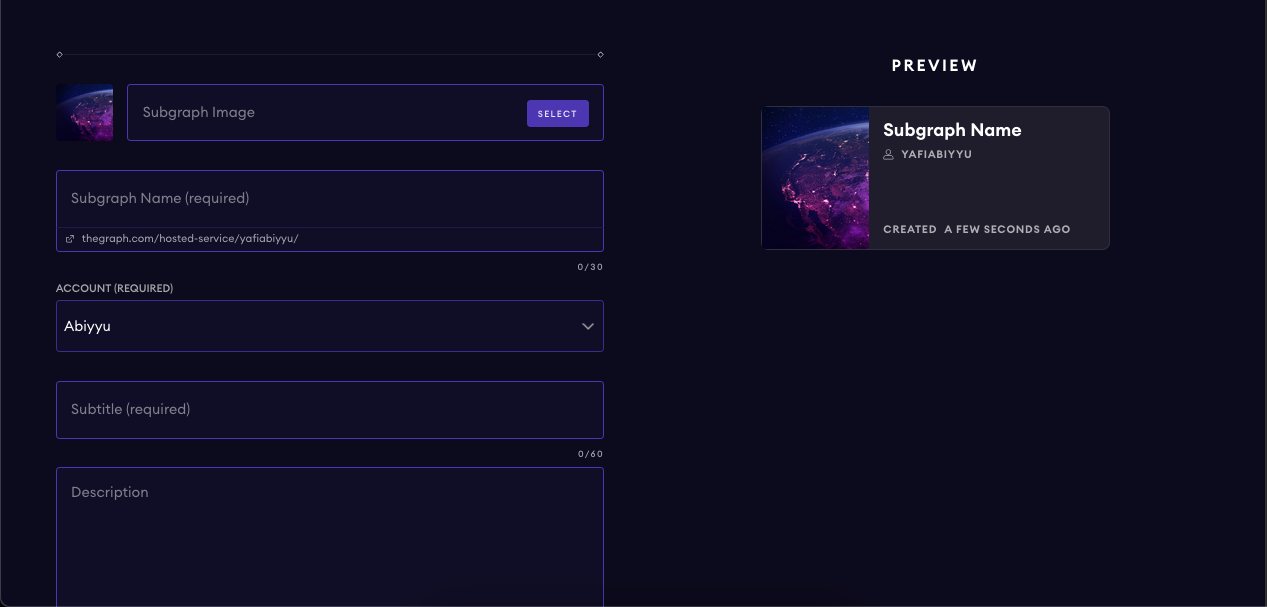 Subgraph Image
SELECT
Subgraph Name (required)
thegraph.com/hosted-service/yafiabiyyu/
0/30
ACCOUNT (REQUIRED)
Abiyyu
Subtitle (required)
0/60
Description
PREVIEW
Subgraph Name
YAFIABIYYU
CREATED A FEW SECONDS AGO